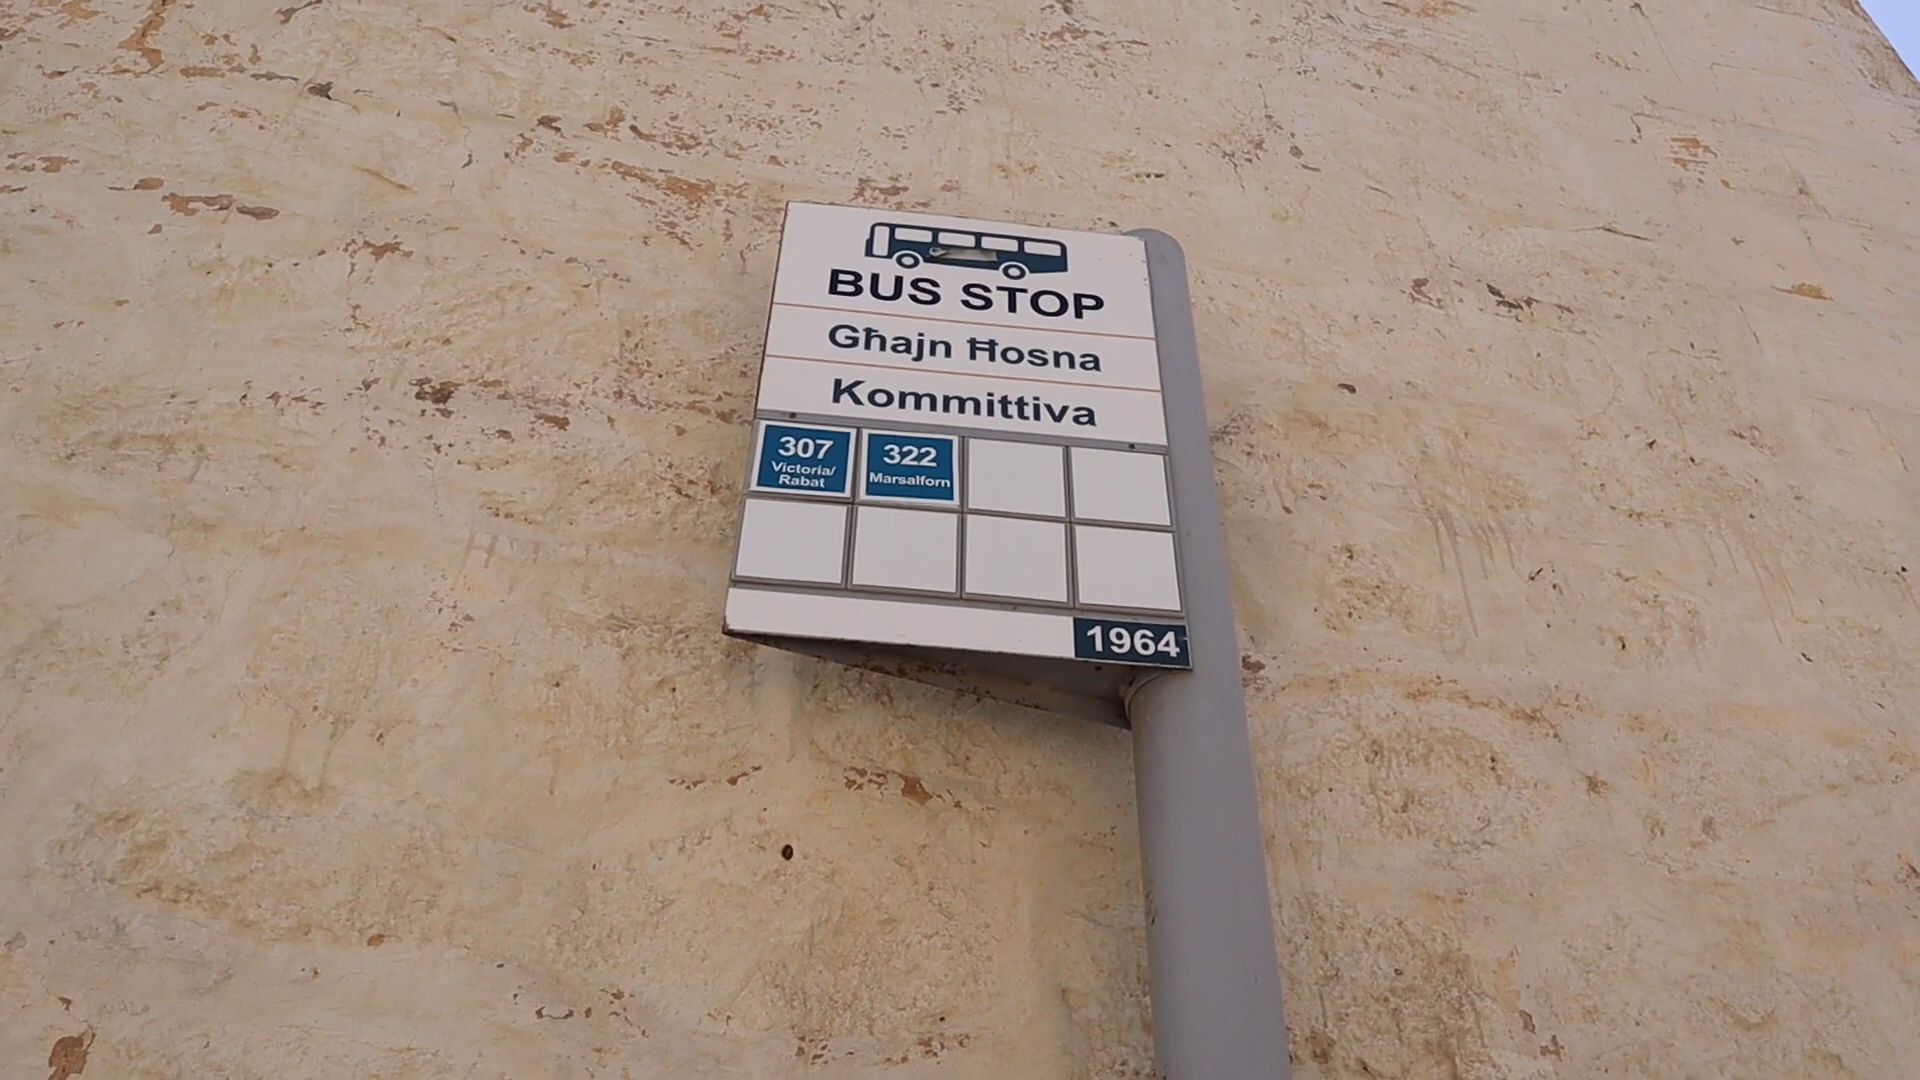 BUS STOP
Għajn Ħosna
Kommittiva
307
Victoria/
Rabat
322
Marsalforn
1964